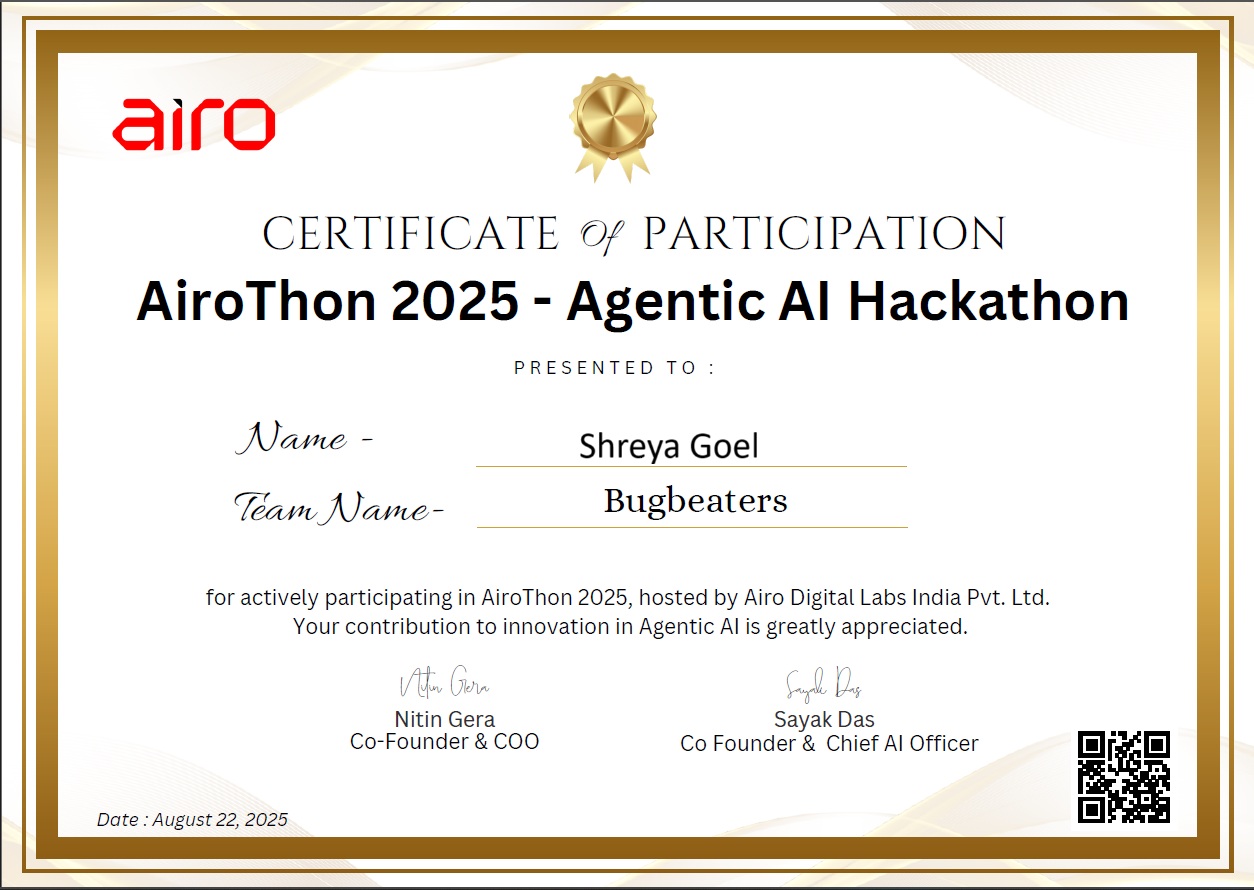 airo
CERTIFICATE Of PARTICIPATION
AiroThon 2025 - Agentic AI Hackathon
PRESENTED TO :
Name - Shreya Goel
Team Name- Bugbeaters
for actively participating in AiroThon 2025, hosted by Airo Digital Labs India Pvt. Ltd.
Your contribution to innovation in Agentic AI is greatly appreciated.
Nitin Gera Sayak Das
Nitin Gera Sayak Das
Co-Founder & COO Co Founder & Chief AI Officer
Date : August 22, 2025